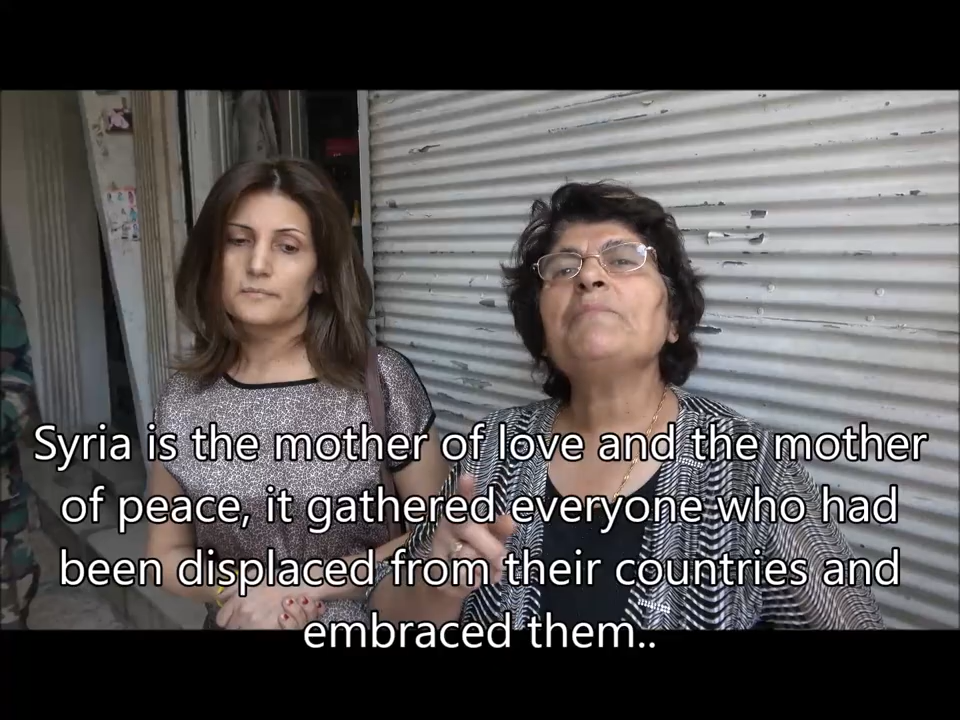 Syria is the mother of love and the mother
of peace, it gathered everyone who had
been displaced from their countries and
embraced them..